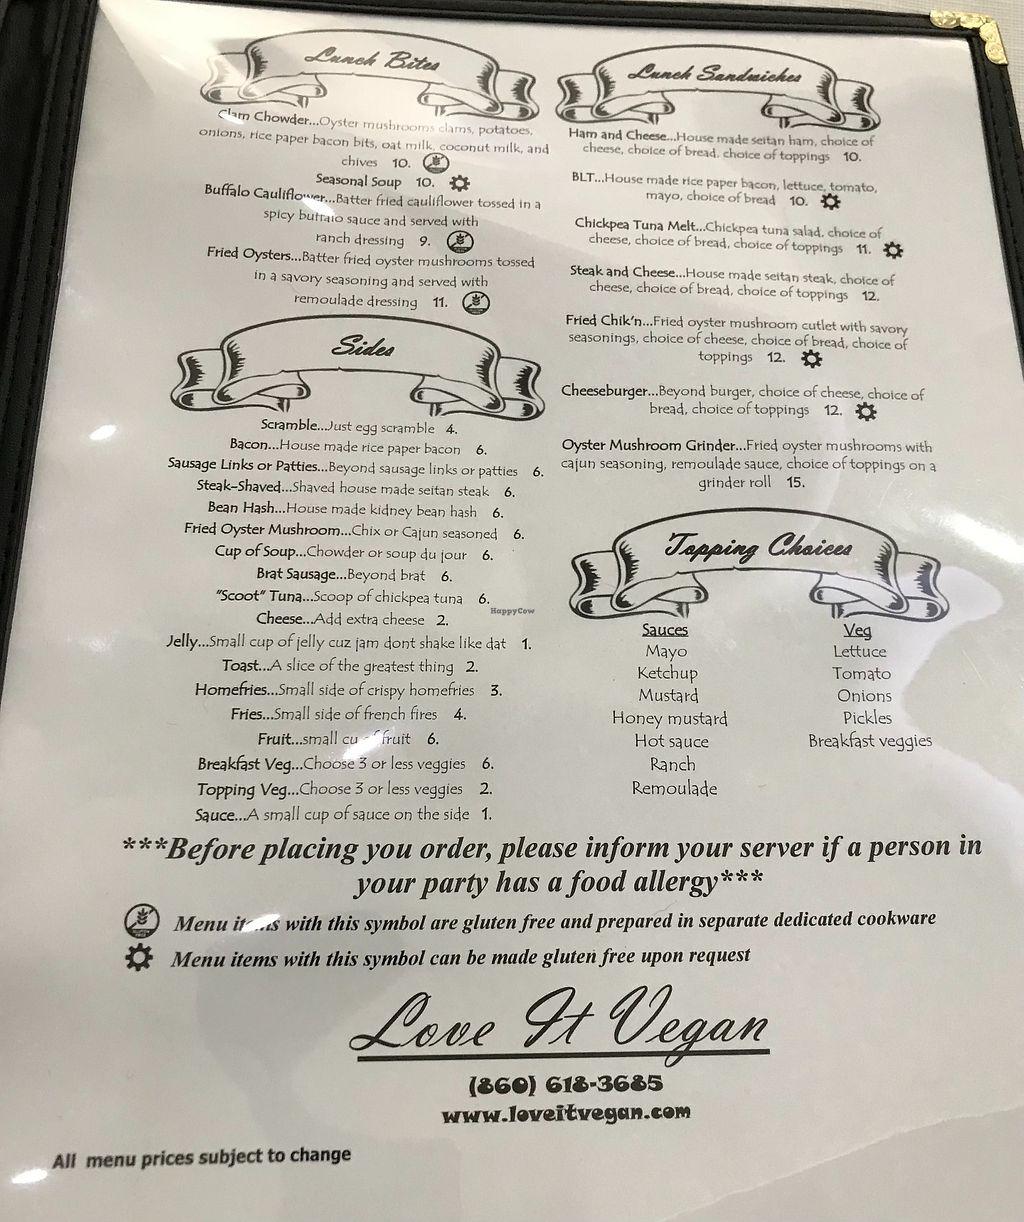 Lunch Bites
Clam Chowder...Oyster mushrooms clams, potatoes,
onions, rice paper bacon bits, oat milk, coconut milk, and
chives 10.
Seasonal Soup 10.
Buffalo Cauliflower...Batter fried cauliflower tossed in a
spicy buffalo sauce and served with
ranch dressing 9.
Fried Oysters...Batter fried oyster mushrooms tossed
in a savory seasoning and served with
remoulade dressing 11.
Sides
Scramble...Just egg scramble 4.
Bacon...House made rice paper bacon 6.
Sausage Links or Patties...Beyond sausage links or patties 6.
Steak-Shaved...Shaved house made seitan steak 6.
Bean Hash...House made kidney bean hash 6.
Fried Oyster Mushroom...Chix or Cajun seasoned 6.
Cup of Soup...Chowder or soup du jour 6.
Brat Sausage...Beyond brat 6.
"Scoot" Tuna...Scoop of chickpea tuna 6.
Cheese...Add extra cheese 2.
Jelly...Small cup of jelly cuz jam dont shake like dat 1.
Toast...A slice of the greatest thing 2.
Homefries...Small side of crispy homefries 3.
Fries...Small side of french fires 4.
Fruit...small cup of fruit 6.
Breakfast Veg...Choose 3 or less veggies 6.
Topping Veg...Choose 3 or less veggies 2.
Sauce...A small cup of sauce on the side 1.
Lunch Sandwiches
Ham and Cheese...House made seitan ham, choice of
cheese, choice of bread, choice of toppings 10.
BLT...House made rice paper bacon, lettuce, tomato,
mayo, choice of bread 10.
Chickpea Tuna Melt...Chickpea tuna salad, choice of
cheese, choice of bread, choice of toppings 11.
Steak and Cheese...House made seitan steak, choice of
cheese, choice of bread, choice of toppings 12.
Fried Chik'n...Fried oyster mushroom cutlet with savory
seasonings, choice of cheese, choice of bread, choice of
toppings 12.
Cheeseburger...Beyond burger, choice of cheese, choice of
bread, choice of toppings 12.
Oyster Mushroom Grinder...Fried oyster mushrooms with
cajun seasoning, remoulade sauce, choice of toppings on a
grinder roll 15.
Topping Choices
Sauces
Mayo
Ketchup
Mustard
Honey mustard
Hot sauce
Ranch
Remoulade
Veg
Lettuce
Tomato
Onions
Pickles
Breakfast veggies
HappyCow
***Before placing you order, please inform your server if a person in
your party has a food allergy***
Menu items with this symbol are gluten free and prepared in separate dedicated cookware
Menu items with this symbol can be made gluten free upon request
Love It Vegan
(860) 618-3685
www.loveitvegan.com
All menu prices subject to change